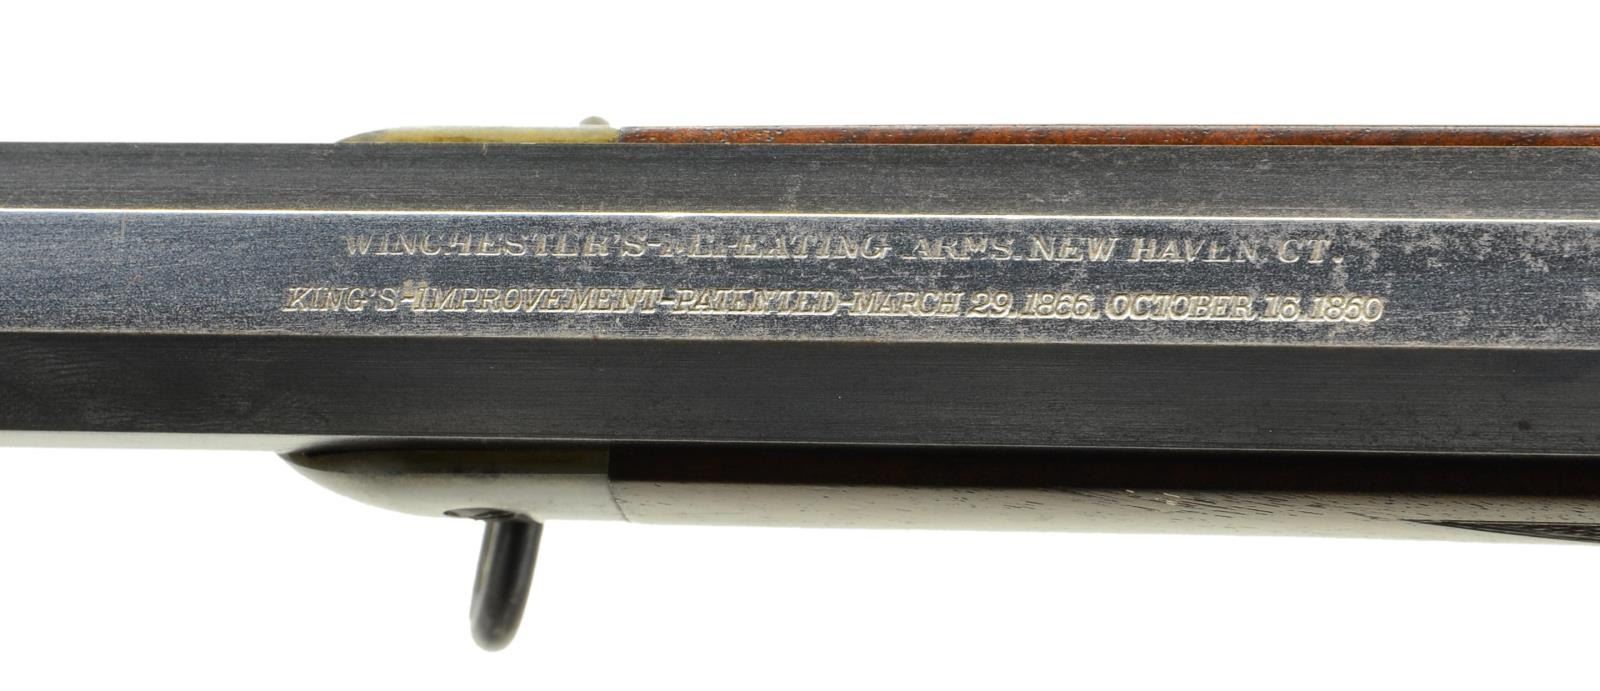 WINCHESTER'S-REPEATING ARMS. NEW HAVEN. CT.
KING'S-IMPROVEMENT-PATENTED-MARCH 29. 1866. OCTOBER 16. 1860